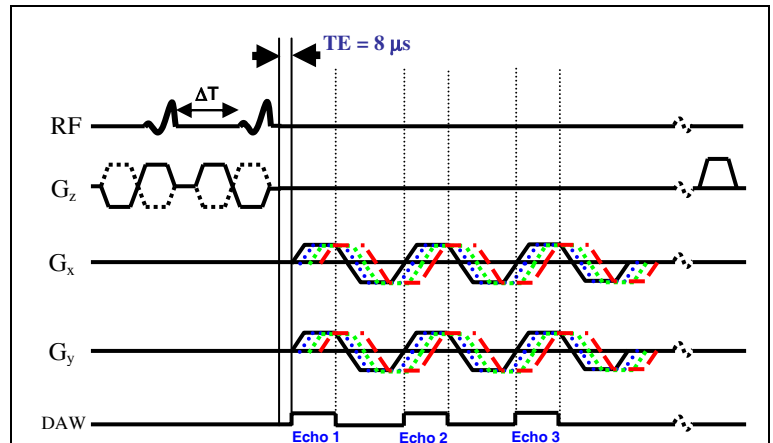 TE = 8 μs
ΔT
RF
Gz
Gx
Gy
DAW
Echo 1
Echo 2
Echo 3